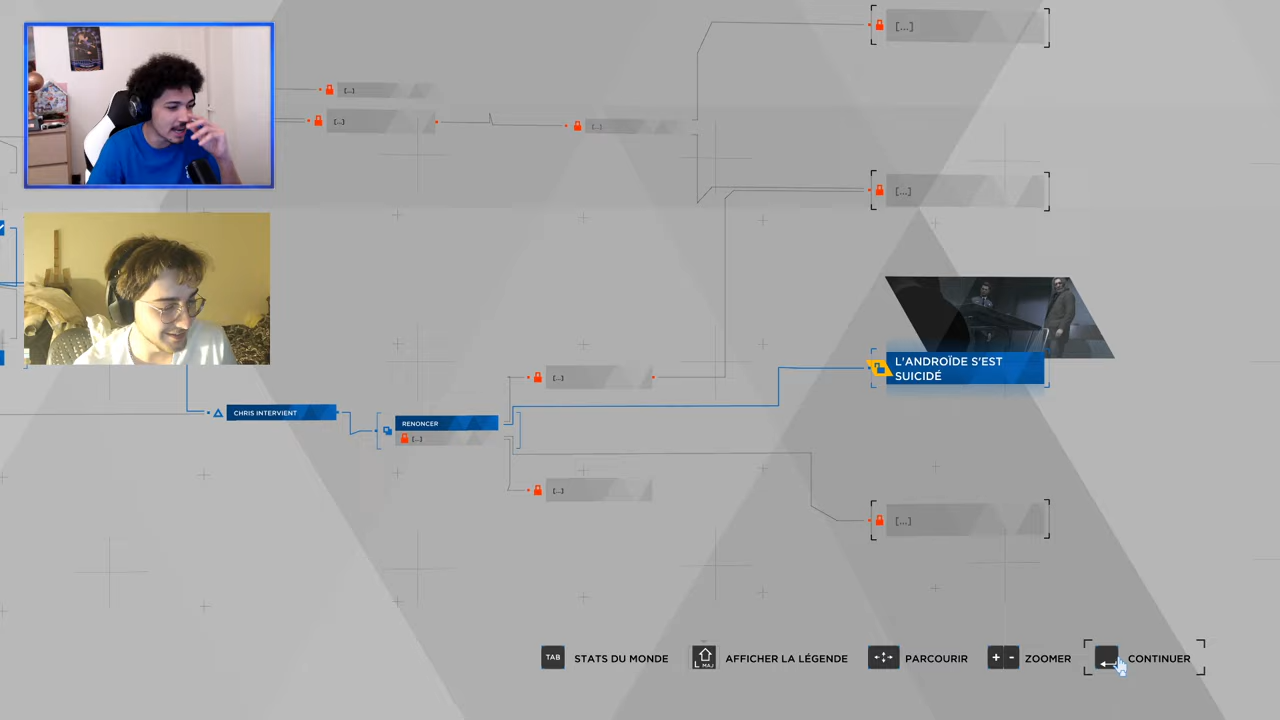 [...]
[...]
[...]
[...]
[...]
L'ANDROÏDE S'EST
SUICIDÉ
[...]
CHRIS INTERVIENT
RENONCER
[...]
[...]
[...]
TAB STATS DU MONDE
MAJ AFFICHER LA LÉGENDE
PARCOURIR
+ - ZOOMER
CONTINUER